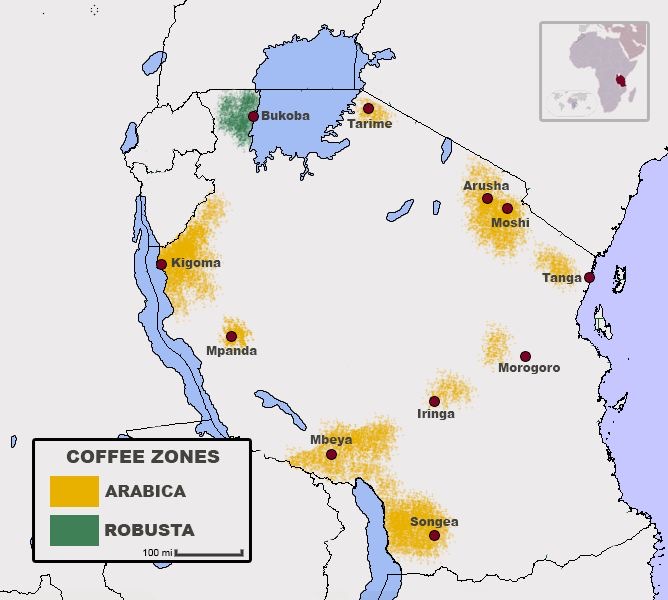 Bukoba
Tarime
Arusha
Moshi
Kigoma
Tanga
Mpanda
Morogoro
Iringa
Mbeya
Songea
COFFEE ZONES
ARABICA
ROBUSTA
100 mi